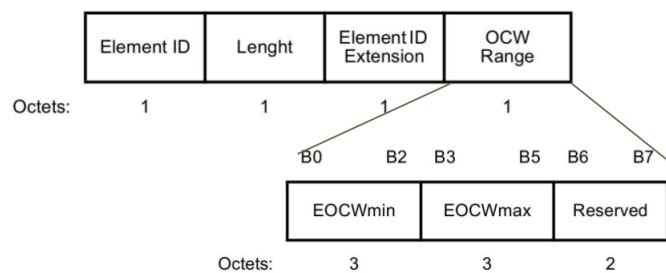 Element ID Lenght Element ID Extension OCW Range
Octets: 1 1 1 1
B0 B2 B3 B5 B6 B7
EOCWmin EOCWmax Reserved
Octets: 3 3 2